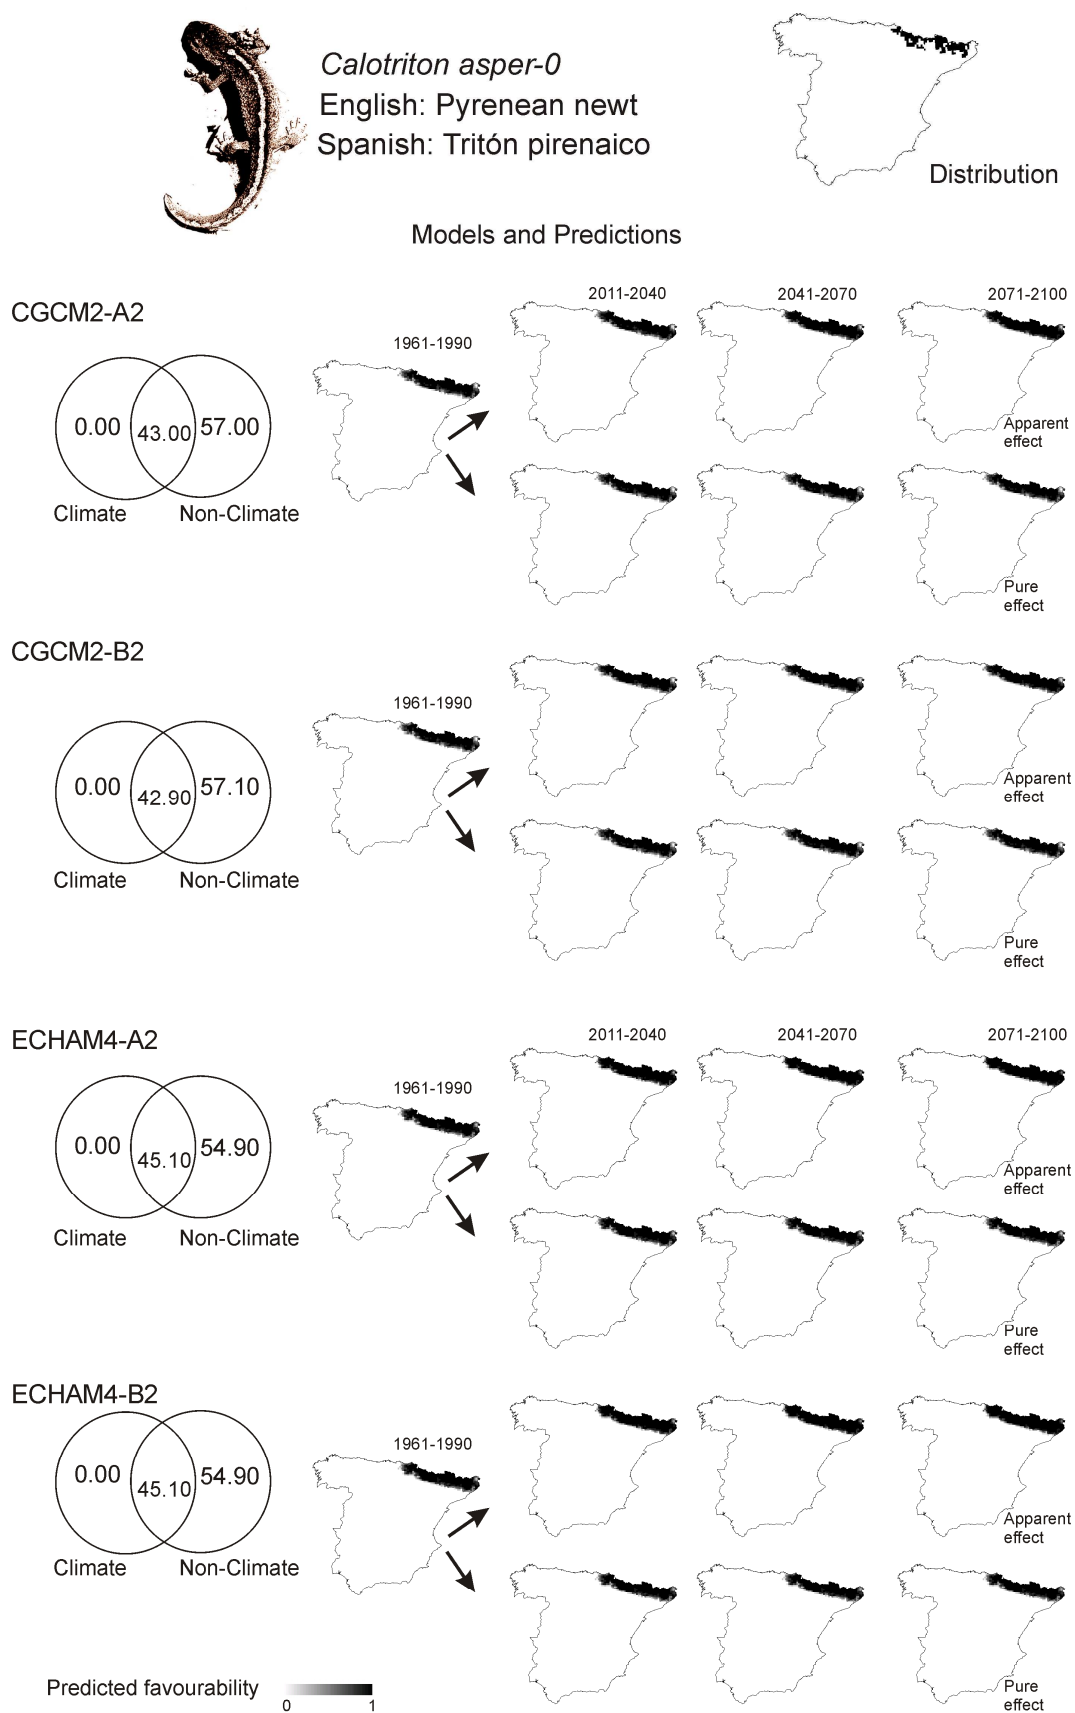 Calotriton asper-0
English: Pyrenean newt
Spanish: Tritón pirenaico
Distribution
Models and Predictions
CGCM2-A2
0.00
43.00
57.00
Climate
Non-Climate
1961-1990
2011-2040
2041-2070
2071-2100
Apparent
effect
Pure
effect
CGCM2-B2
0.00
42.90
57.10
Climate
Non-Climate
1961-1990
Apparent
effect
Pure
effect
ECHAM4-A2
0.00
45.10
54.90
Climate
Non-Climate
1961-1990
2011-2040
2041-2070
2071-2100
Apparent
effect
Pure
effect
ECHAM4-B2
0.00
45.10
54.90
Climate
Non-Climate
1961-1990
Apparent
effect
Pure
effect
Predicted favourability
0
1